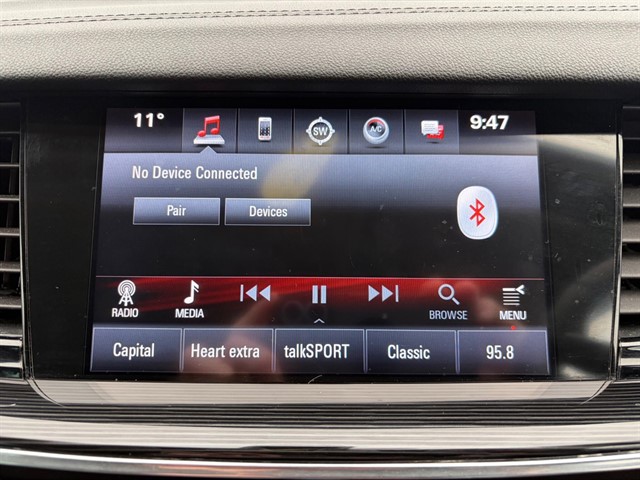 11°
SW
A/C
9:47
No Device Connected
Pair
Devices
RADIO
MEDIA
BROWSE
MENU
Capital
Heart extra
talkSPORT
Classic
95.8